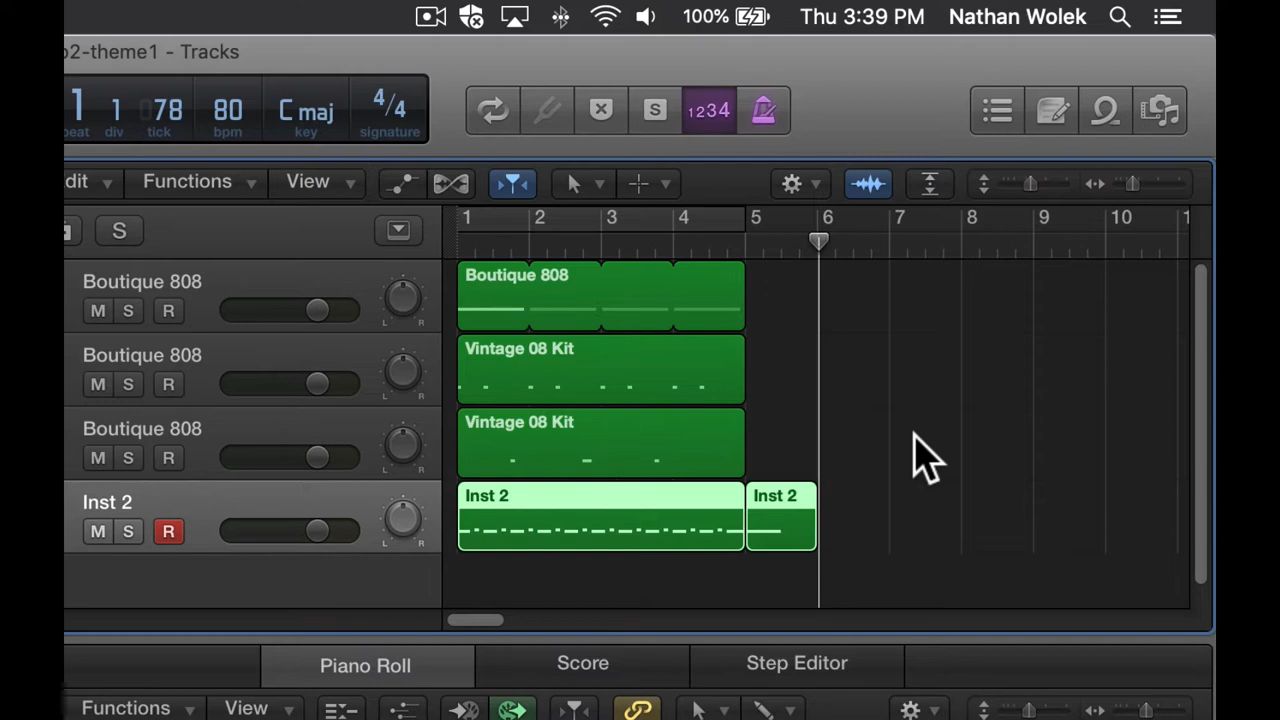 100% Thu 3:39 PM Nathan Wolek
o2-theme1 - Tracks
1 1 78 80 C maj 4/4
beat div tick bpm key signature
S 1234
dit Functions View
S
1 2 3 4 5 6 7 8 9 10 1
Boutique 808
M S R
L R
Boutique 808
Boutique 808
M S R
L R
Vintage 08 Kit
Boutique 808
M S R
L R
Vintage 08 Kit
Inst 2
M S R
L R
Inst 2
Inst 2
Piano Roll Score Step Editor
Functions View